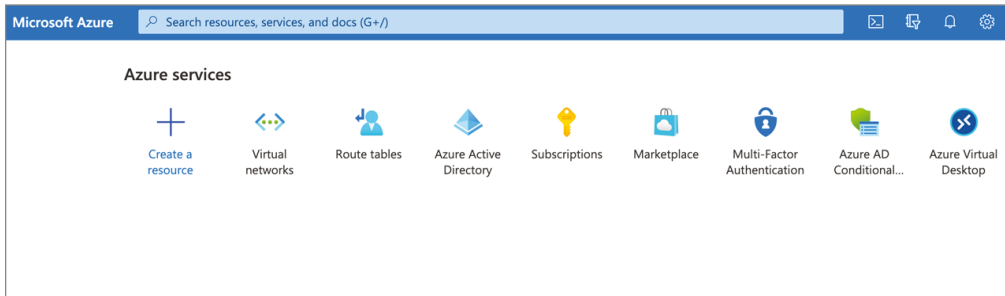 Microsoft Azure
Search resources, services, and docs (G+/)
Azure services
Create a
resource
Virtual
networks
Route tables
Azure Active
Directory
Subscriptions
Marketplace
Multi-Factor
Authentication
Azure AD
Conditional...
Azure Virtual
Desktop